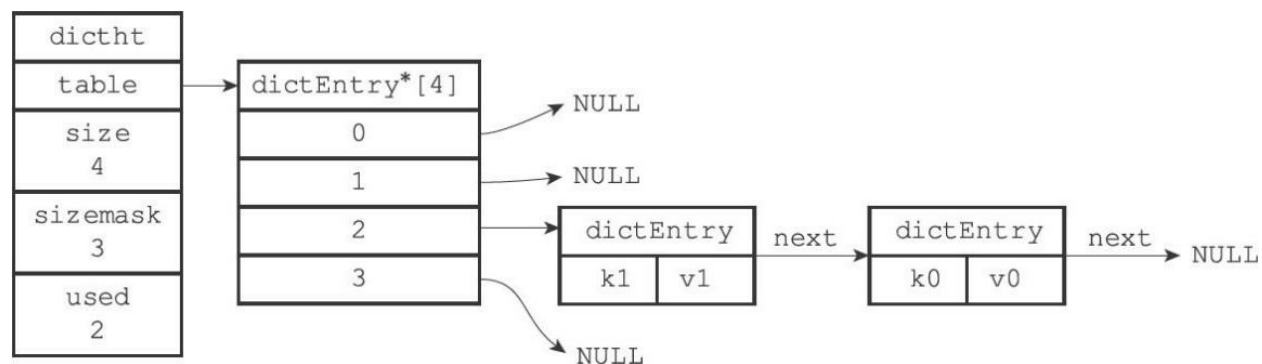 dictht
table
size
4
sizemask
3
used
2
dictEntry*[4]
0
1
2
3
NULL
NULL
dictEntry
k1 v1
next
dictEntry
k0 v0
next
NULL
NULL